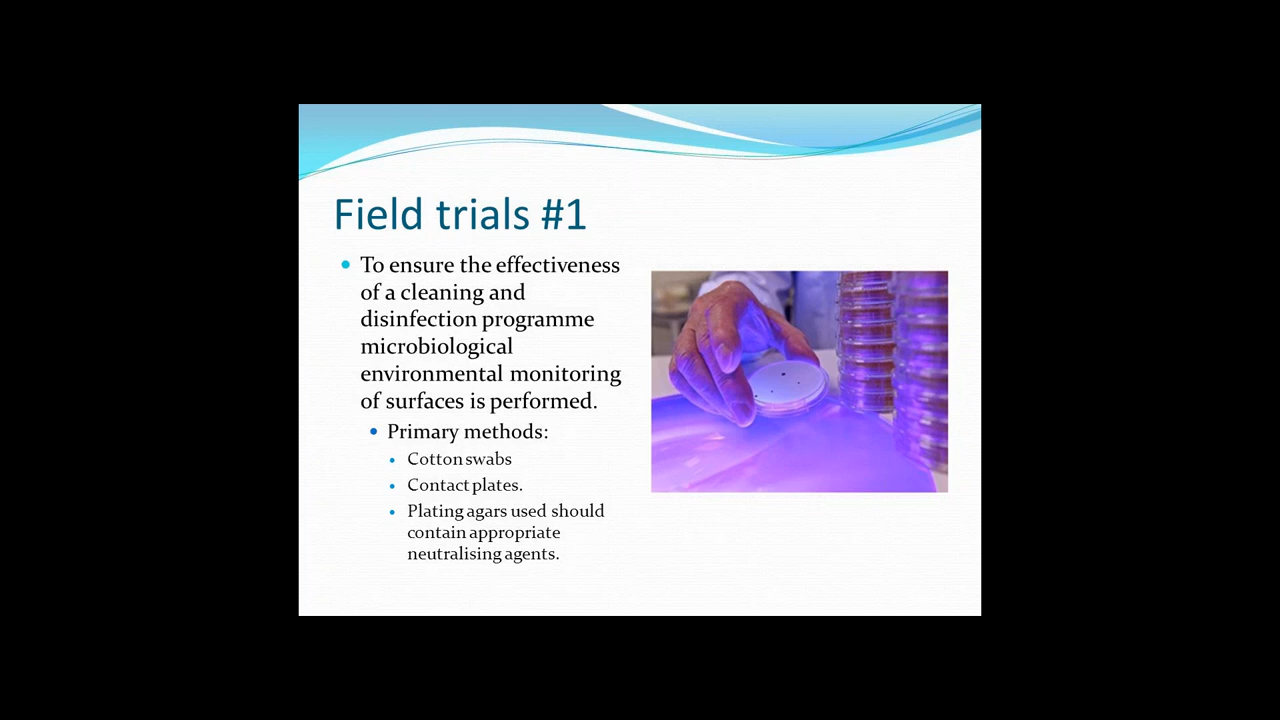 Field trials #1
To ensure the effectiveness
of a cleaning and
disinfection programme
microbiological
environmental monitoring
of surfaces is performed.
Primary methods:
Cotton swabs
Contact plates.
Plating agars used should
contain appropriate
neutralising agents.